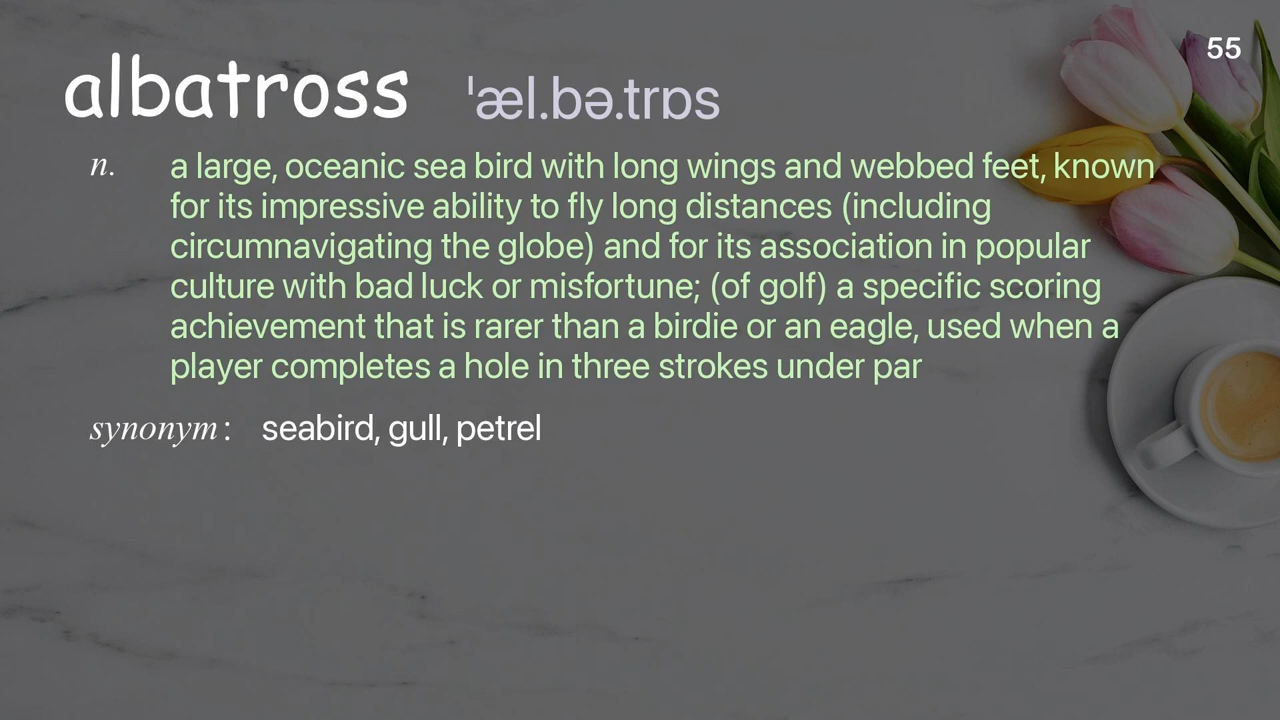 55
albatross ˈæl.bə.trɒs
n. a large, oceanic sea bird with long wings and webbed feet, known
for its impressive ability to fly long distances (including
circumnavigating the globe) and for its association in popular
culture with bad luck or misfortune; (of golf) a specific scoring
achievement that is rarer than a birdie or an eagle, used when a
player completes a hole in three strokes under par
synonym: seabird, gull, petrel